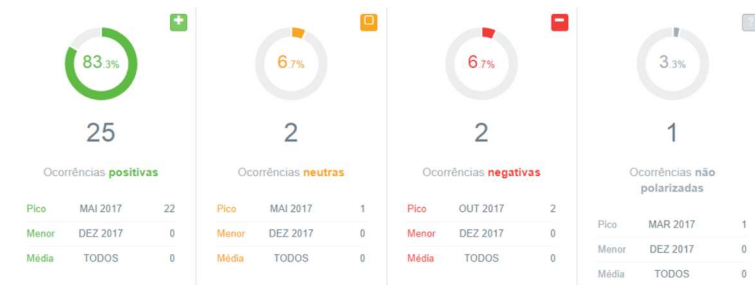 83.3%
25
Ocorrências positivas
Pico MAI 2017 22
Menor DEZ 2017 0
Média TODOS 0
6.7%
2
Ocorrências neutras
Pico MAI 2017 1
Menor DEZ 2017 0
Média TODOS 0
6.7%
2
Ocorrências negativas
Pico OUT 2017 2
Menor DEZ 2017 0
Média TODOS 0
?
3.3%
1
Ocorrências não
polarizadas
Pico MAR 2017 1
Menor DEZ 2017 0
Média TODOS 0